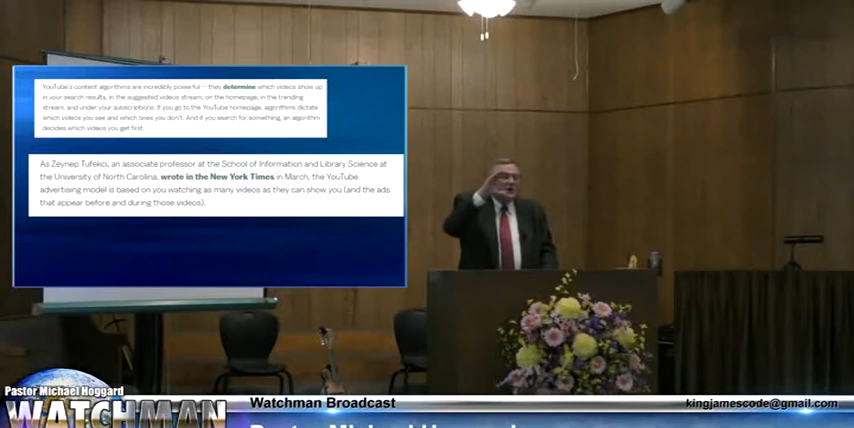 YouTube's content algorithms are incredibly powerful – they determine which videos show up
in your search results, in the suggested videos stream, on the homepage, in the trending
stream, and under your subscriptions. If you go to the YouTube homepage, algorithms dictate
which videos you see and which ones you don't. And if you search for something, an algorithm
decides which videos you get first.
As Zeynep Tufekci, an associate professor at the School of Information and Library Science at
the University of North Carolina, wrote in the New York Times in March, the YouTube
advertising model is based on you watching as many videos as they can show you (and the ads
that appear before and during those videos).
Pastor Michael Hoggard
WATCHMAN
Watchman Broadcast
kingjamescode@gmail.com